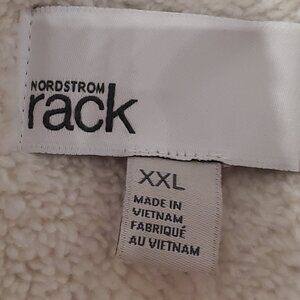 NORDSTROM
rack
XXL
MADE IN
VIETNAM
FABRIQUÉ
AU VIETNAM